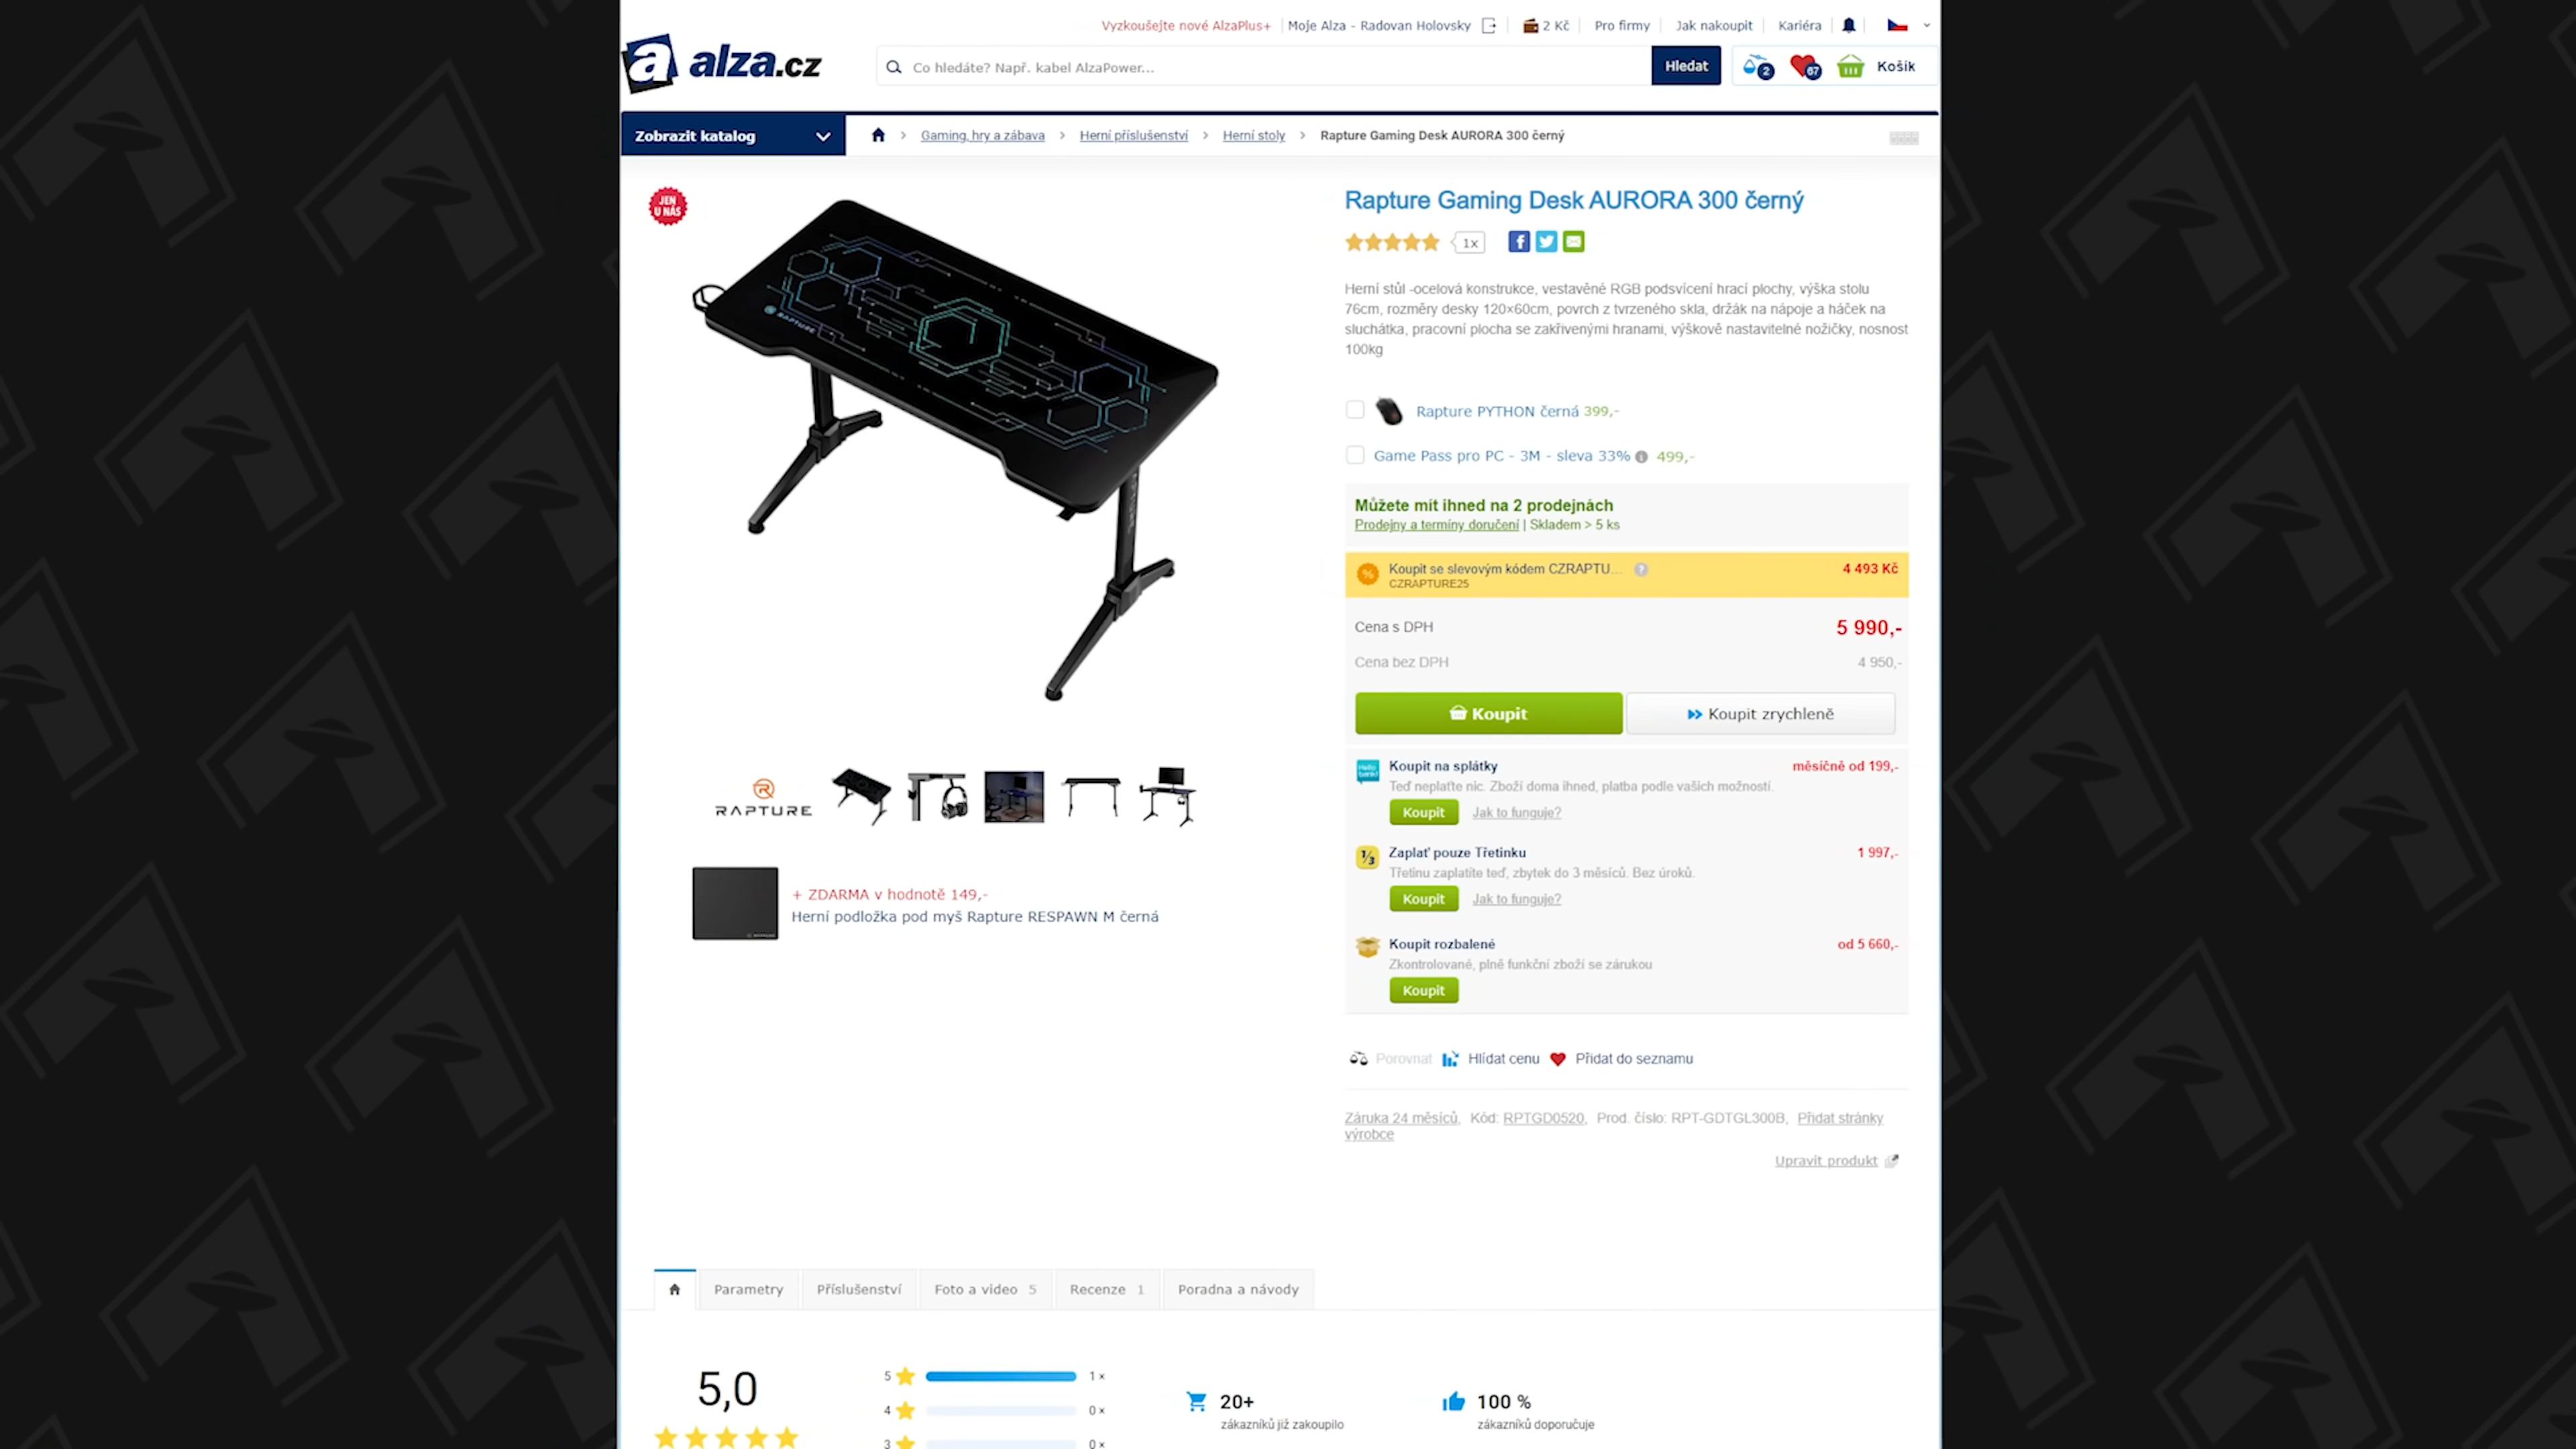 Vyzkoušejte nové AlzaPlus+
Moje Alza - Radovan Holovsky
2 Kč
Pro firmy
Jak nakoupit
Kariéra
alza.cz
Co hledáte? Např. kabel AlzaPower...
Hledat
2
67
Košík
Zobrazit katalog
Gaming, hry a zábava
Herní příslušenství
Herní stoly
Rapture Gaming Desk AURORA 300 černý
JEN
U NÁS
RAPTURE
Rapture Gaming Desk AURORA 300 černý
1x
Herní stůl -ocelová konstrukce, vestavěné RGB podsvícení hrací plochy, výška stolu
76cm, rozměry desky 120×60cm, povrch z tvrzeného skla, držák na nápoje a háček na
sluchátka, pracovní plocha se zakřivenými hranami, výškově nastavitelné nožičky, nosnost
100kg
Rapture PYTHON černá 399,-
Game Pass pro PC - 3M - sleva 33% 499,-
Můžete mít ihned na 2 prodejnách
Prodejny a termíny doručení | Skladem > 5 ks
Koupit se slevovým kódem CZRAPTU... ? 4 493 Kč
CZRAPTURE25
Cena s DPH 5 990,-
Cena bez DPH 4 950,-
Koupit
Koupit zrychleně
Hello bank!
Koupit na splátky měsíčně od 199,-
Teď neplaťte nic. Zboží doma ihned, platba podle vašich možností.
Koupit Jak to funguje?
1/3
Zaplať pouze Třetinku 1 997,-
Třetinu zaplatíte teď, zbytek do 3 měsíců. Bez úroků.
Koupit Jak to funguje?
Koupit rozbalené od 5 660,-
Zkontrolované, plně funkční zboží se zárukou
Koupit
RAPTURE
+ ZDARMA v hodnotě 149,-
Herní podložka pod myš Rapture RESPAWN M černá
Porovnat Hlídat cenu Přidat do seznamu
Záruka 24 měsíců, Kód: RPTGD0520, Prod. číslo: RPT-GDTGL300B, Přidat stránky
výrobce
Upravit produkt
Parametry
Příslušenství
Foto a video 5
Recenze 1
Poradna a návody
5,0
5 1 ×
4 0 ×
3 0 ×
20+
zákazníků již zakoupilo
100 %
zákazníků doporučuje